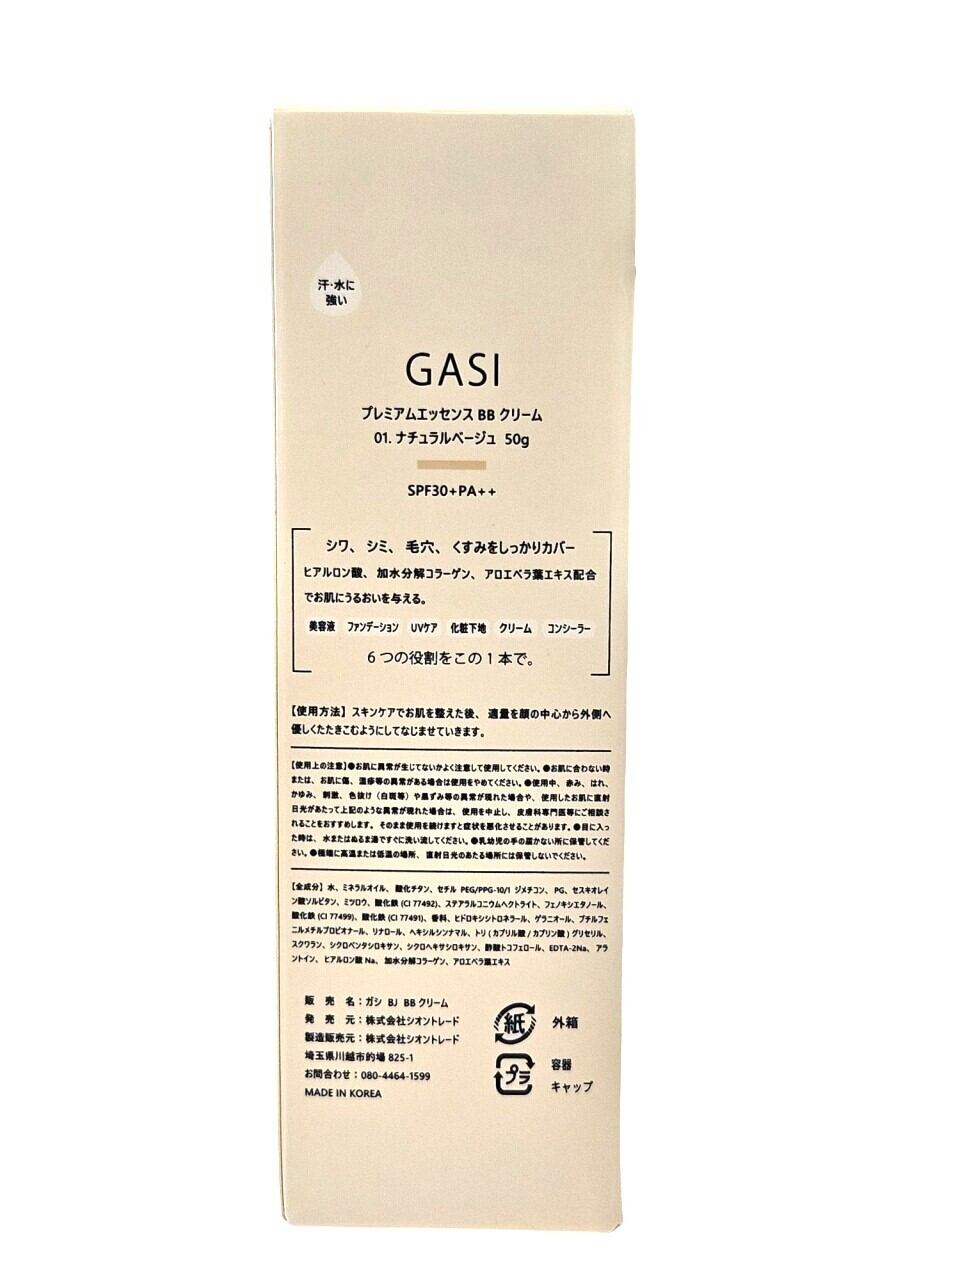 汗・水に
強い
GASI
プレミアムエッセンス BB クリーム
01. ナチュラルベージュ 50g
SPF30+PA++
シワ、シミ、毛穴、くすみをしっかりカバー
ヒアルロン酸、加水分解コラーゲン、アロエベラ葉エキス配合
でお肌にうるおいを与える。
美容液 ファンデーション UVケア 化粧下地 クリーム コンシーラー
6つの役割をこの1本で。
【使用方法】スキンケアでお肌を整えた後、適量を顔の中心から外側へ
優しくたたきこむようにしてなじませていきます。
【使用上の注意】●お肌に異常が生じてないかよく注意して使用してください。●お肌に合わない時
または、お肌に傷、湿疹等の異常がある場合は使用をやめてください。●使用中、赤み、はれ、
かゆみ、刺激、色抜け（白斑等）や黒ずみ等の異常が現れた場合や、使用したお肌に直射
日光があたって上記のような異常が現れた場合は、使用を中止し、皮膚科専門医等にご相談さ
れることをおすすめします。そのまま使用を続けますと症状を悪化させることがあります。●目に入っ
た時は、水またはぬるま湯ですぐに洗い流してください。●乳幼児の手の届かない所に保管してくだ
さい。●極端に高温または低温の場所、直射日光のあたる場所には保管しないでください。
【全成分】水、ミネラルオイル、酸化チタン、セチル PEG/PPG-10/1 ジメチコン、PG、セスキオレイ
ン酸ソルビタン、ミツロウ、酸化鉄 (CI 77492)、ステアラルコニウムヘクトライト、フェノキシエタノール、
酸化鉄 (CI 77499)、酸化鉄 (CI 77491)、香料、ヒドロキシシトロネラール、ゲラニオール、ブチルフェ
ニルメチルプロピオナール、リナロール、ヘキシルシンナマル、トリ (カプリル酸 / カプリン酸) グリセリル、
スクワラン、シクロペンタシロキサン、シクロヘキサシロキサン、酢酸トコフェロール、EDTA-2Na、アラ
ントイン、ヒアルロン酸 Na、加水分解コラーゲン、アロエベラ葉エキス
販売名：ガシ BJ BBクリーム
発売元：株式会社シオントレード
製造販売元：株式会社シオントレード
埼玉県川越市的場 825-1
お問合わせ：080-4464-1599
MADE IN KOREA
紙 外箱
プラ 容器
キャップ